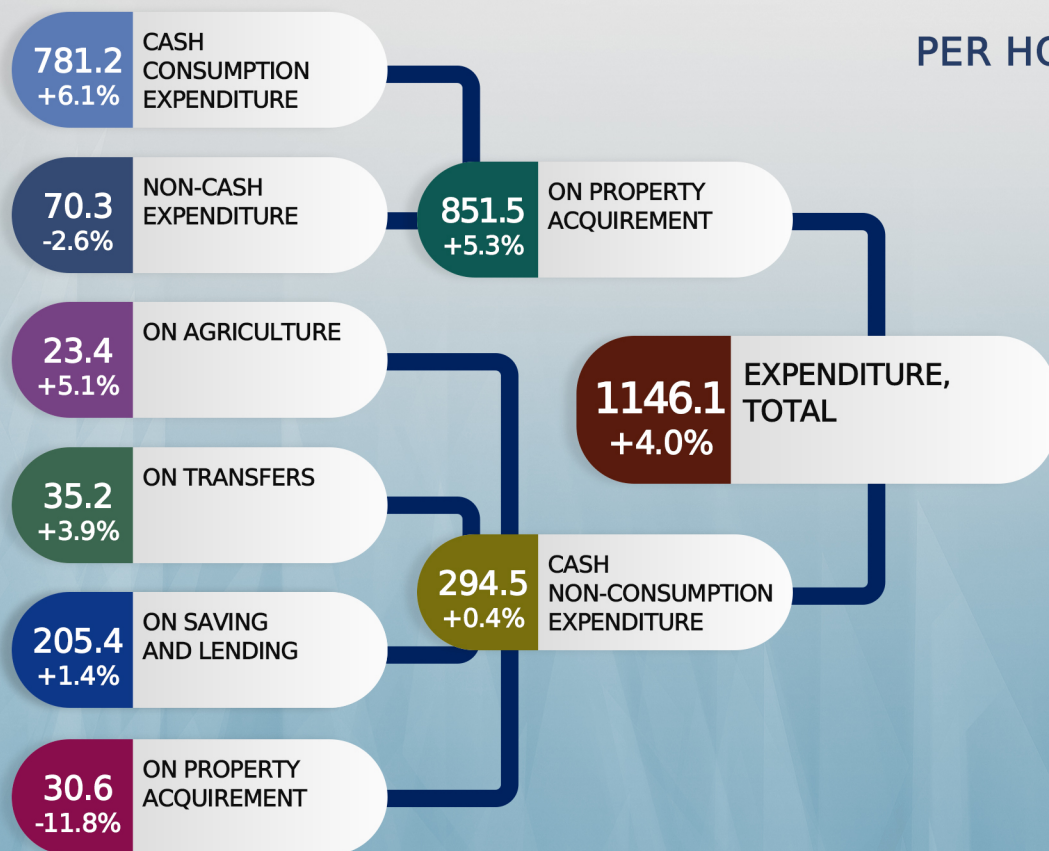 PER HO
781.2
+6.1%
CASH
CONSUMPTION
EXPENDITURE
70.3
-2.6%
NON-CASH
EXPENDITURE
851.5
+5.3%
ON PROPERTY
ACQUIREMENT
23.4
+5.1%
ON AGRICULTURE
1146.1
+4.0%
EXPENDITURE,
TOTAL
35.2
+3.9%
ON TRANSFERS
294.5
+0.4%
CASH
NON-CONSUMPTION
EXPENDITURE
205.4
+1.4%
ON SAVING
AND LENDING
30.6
-11.8%
ON PROPERTY
ACQUIREMENT